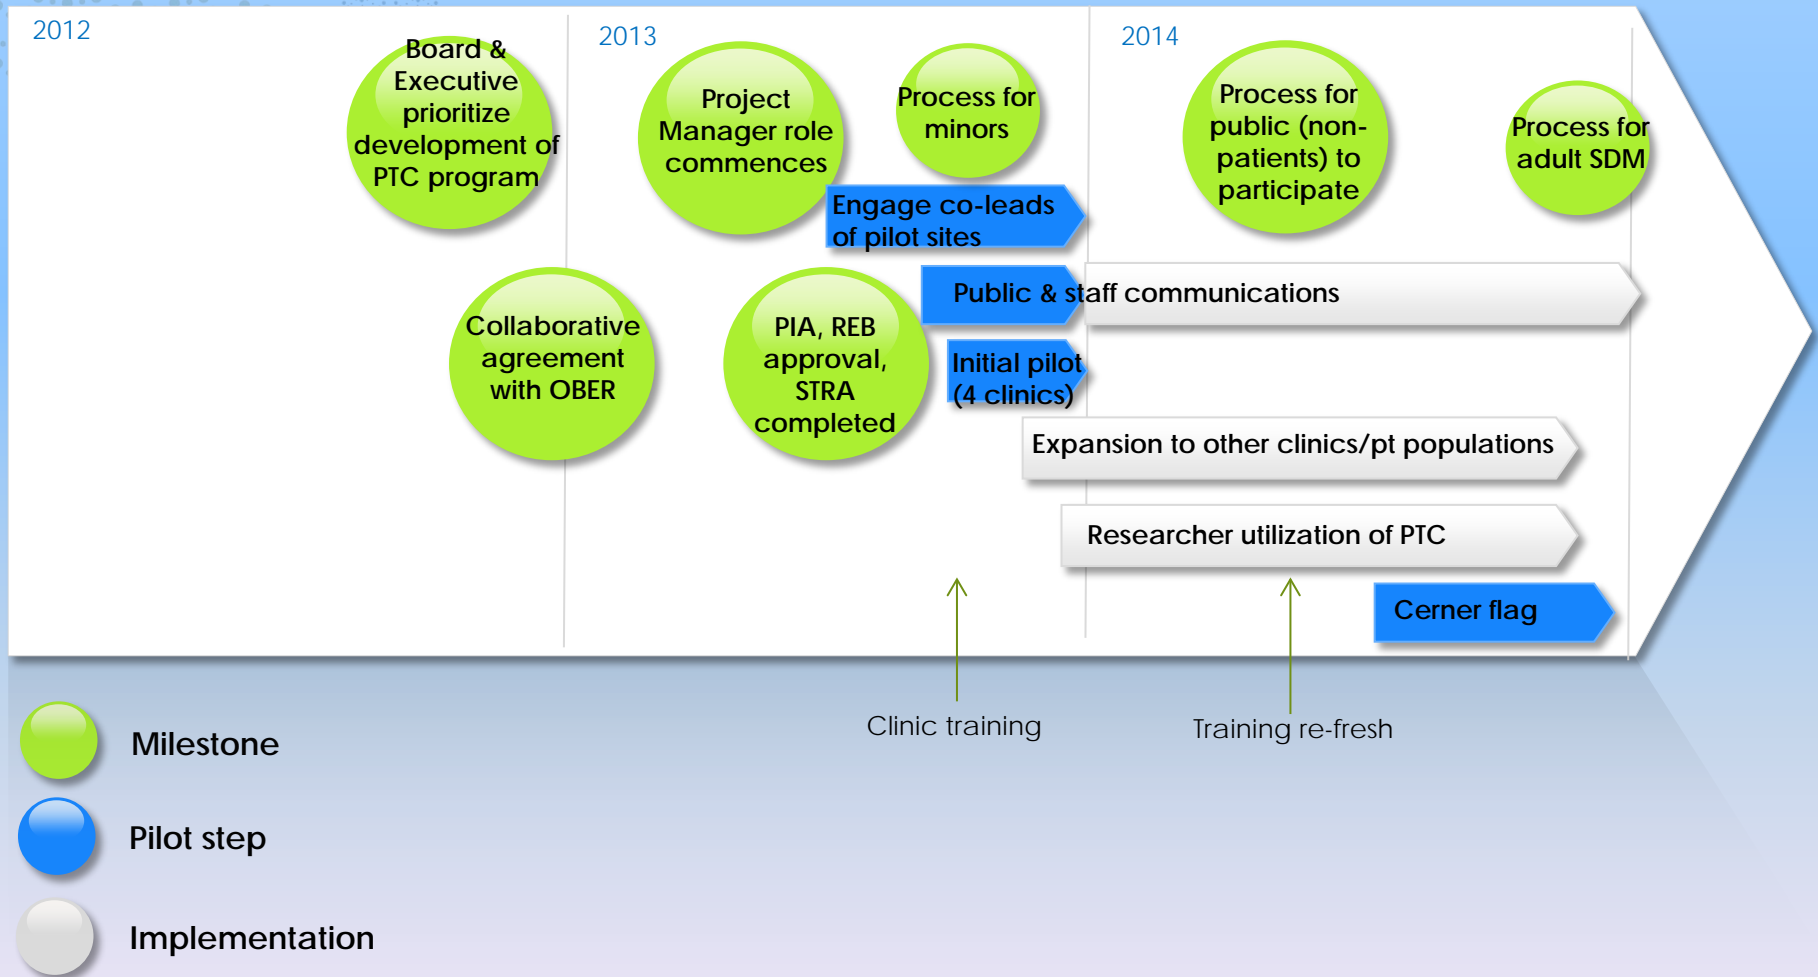 2012
2013
2014
Board &
Executive
prioritize
development of
PTC program
Project
Manager role
commences
Process for
minors
Process for
public (non-
patients) to
participate
Process for
adult SDM
Engage co-leads
of pilot sites
Collaborative
agreement
with OBER
PIA, REB
approval,
STRA
completed
Public & staff communications
Initial pilot
(4 clinics)
Expansion to other clinics/pt populations
Researcher utilization of PTC
Cerner flag
Clinic training
Training re-fresh
Milestone
Pilot step
Implementation